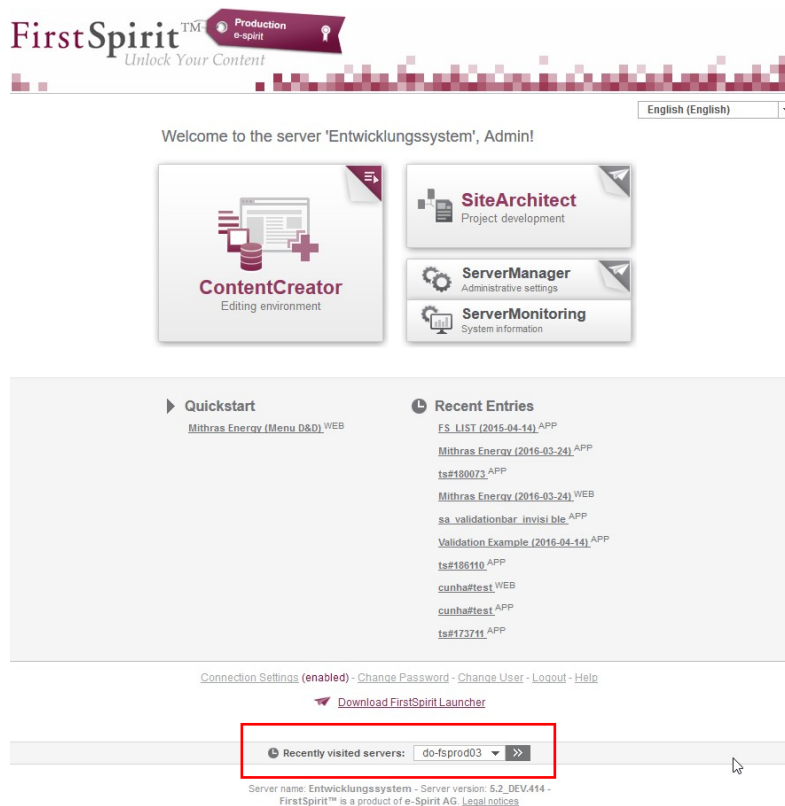 FirstSpirit™
Production
e-spirit
Unlock Your Content
English (English)
Welcome to the server 'Entwicklungssystem', Admin!
ContentCreator
Editing environment
SiteArchitect
Project development
ServerManager
Administrative settings
ServerMonitoring
System information
Quickstart
Mithras Energy (Menu D&D) WEB
Recent Entries
FS_LIST (2015-04-14) APP
Mithras Energy (2016-03-24) APP
ts#180073 APP
Mithras Energy (2016-03-24) WEB
sa_validationbar_invisi ble APP
Validation Example (2016-04-14) APP
ts#186110 APP
cunha#test WEB
cunha#test APP
ts#173711 APP
Connection Settings (enabled) - Change Password - Change User - Logout - Help
Download FirstSpirit Launcher
Recently visited servers: do-fsprod03
Server name: Entwicklungssystem - Server version: 5.2_DEV.414 -
FirstSpirit™ is a product of e-Spirit AG. Legal notices